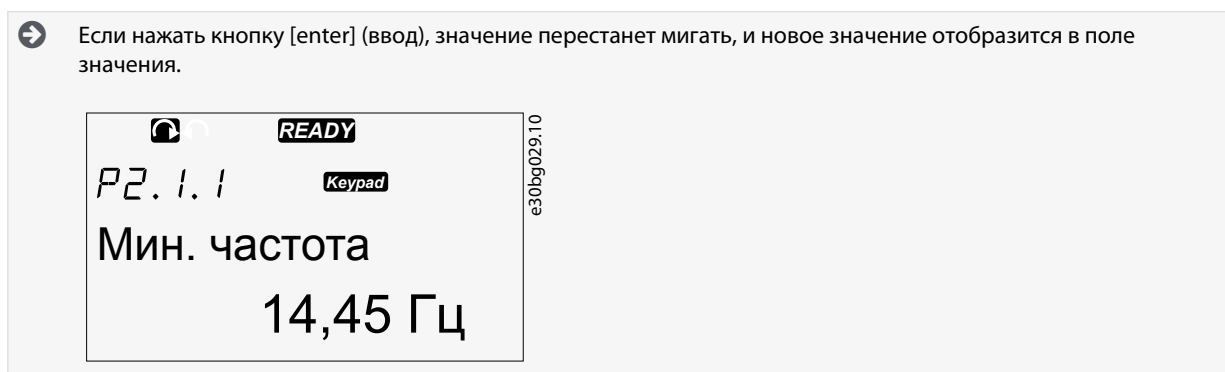 Если нажать кнопку [enter] (ввод), значение перестанет мигать, и новое значение отобразится в поле
значения.
READY
P2.1.1
Keypad
Мин. частота
14,45 Гц
e30bg029.10